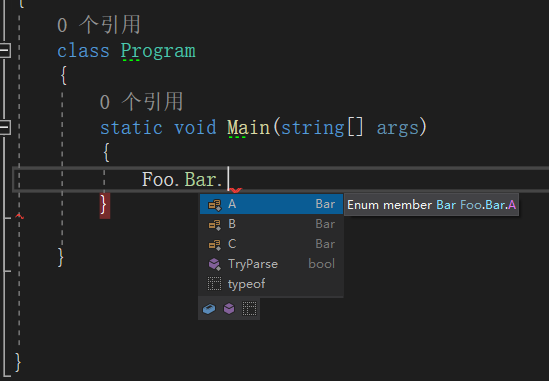 {
0 个引用
class Program
{
0 个引用
static void Main(string[] args)
{
Foo.Bar.
A Bar Enum member Bar Foo.Bar.A
B Bar
C Bar
TryParse bool
typeof
}
}
}